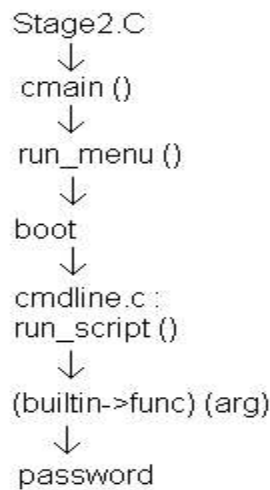 Stage2.C
cmain ()
run_menu ()
boot
cmdline.c :
run_script ()
(builtin->func) (arg)
password